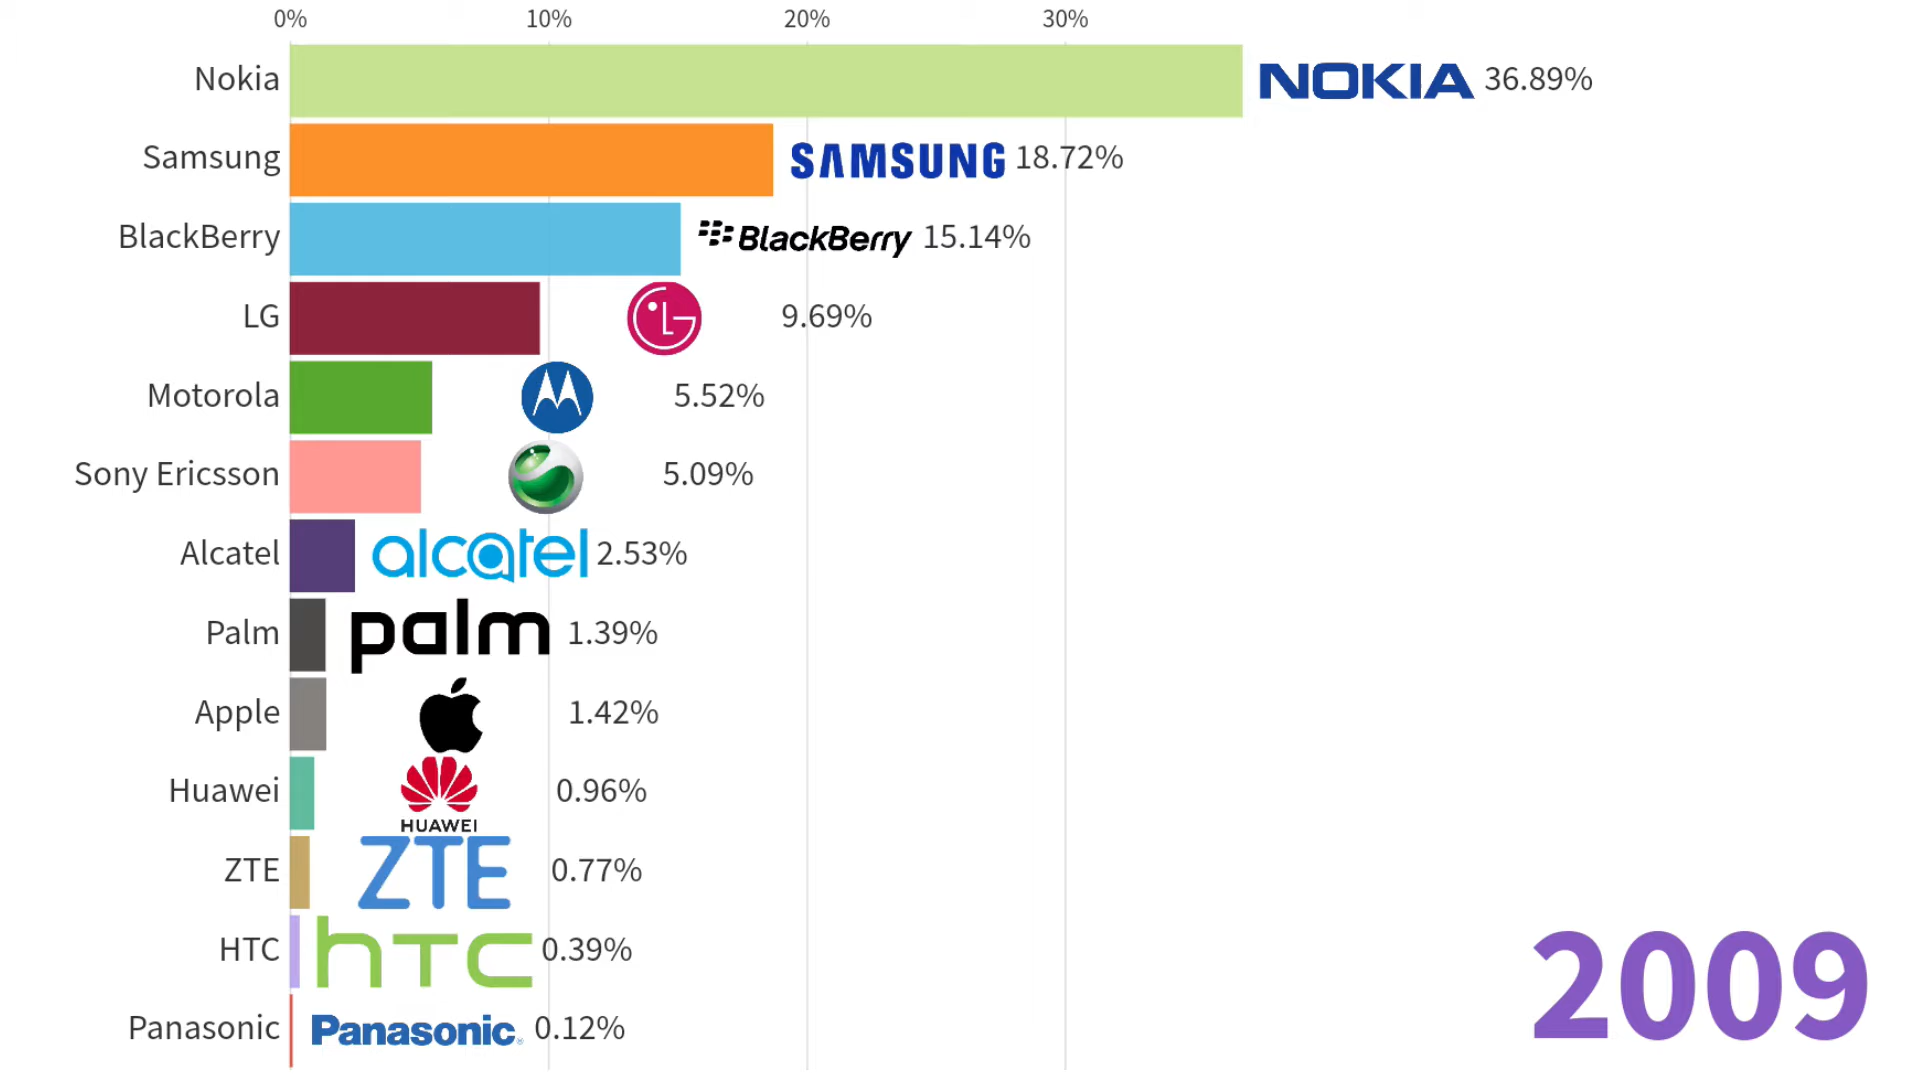 0% 10% 20% 30%
Nokia NOKIA 36.89%
Samsung SAMSUNG 18.72%
BlackBerry BlackBerry 15.14%
LG LG 9.69%
Motorola 5.52%
Sony Ericsson 5.09%
Alcatel alcatel 2.53%
Palm palm 1.39%
Apple 1.42%
Huawei HUAWEI 0.96%
ZTE ZTE 0.77%
HTC hTC 0.39%
Panasonic Panasonic® 0.12%
2009